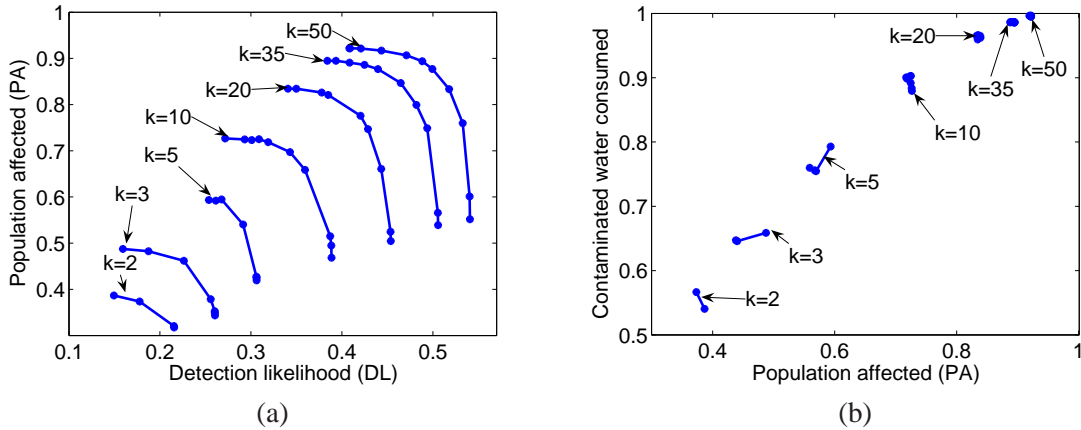 1
0.9
0.8
0.7
0.6
0.5
0.4
Population affected (PA)
k=50
k=35
k=20
k=10
k=5
k=3
k=2
0.1 0.2 0.3 0.4 0.5
Detection likelihood (DL)
(a)
1
0.9
0.8
0.7
0.6
0.5
Contaminated water consumed
k=20
k=35
k=50
k=10
k=5
k=3
k=2
0.4 0.6 0.8 1
Population affected (PA)
(b)